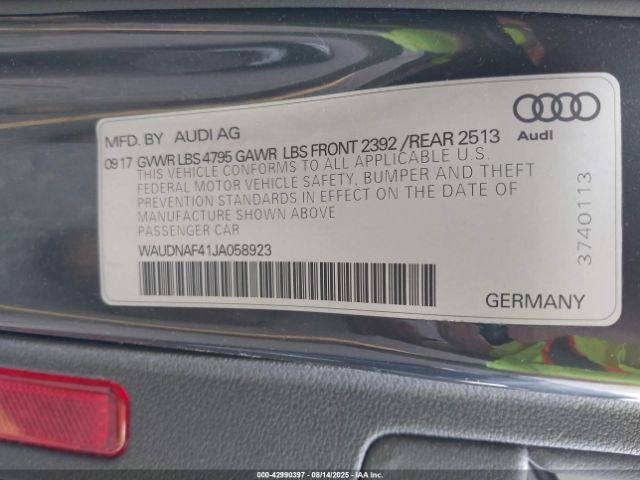 MFD. BY AUDI AG
09 17 GVWR LBS 4795 GAWR LBS FRONT 2392 /REAR 2513
THIS VEHICLE CONFORMS TO ALL APPLICABLE U.S.
FEDERAL MOTOR VEHICLE SAFETY, BUMPER AND THEFT
PREVENTION STANDARDS IN EFFECT ON THE DATE OF
MANUFACTURE SHOWN ABOVE
PASSENGER CAR
WAUDNAF41JA058923
Audi
3740113
GERMANY
000-42990397 - 08/14/2025 - IAA Inc.